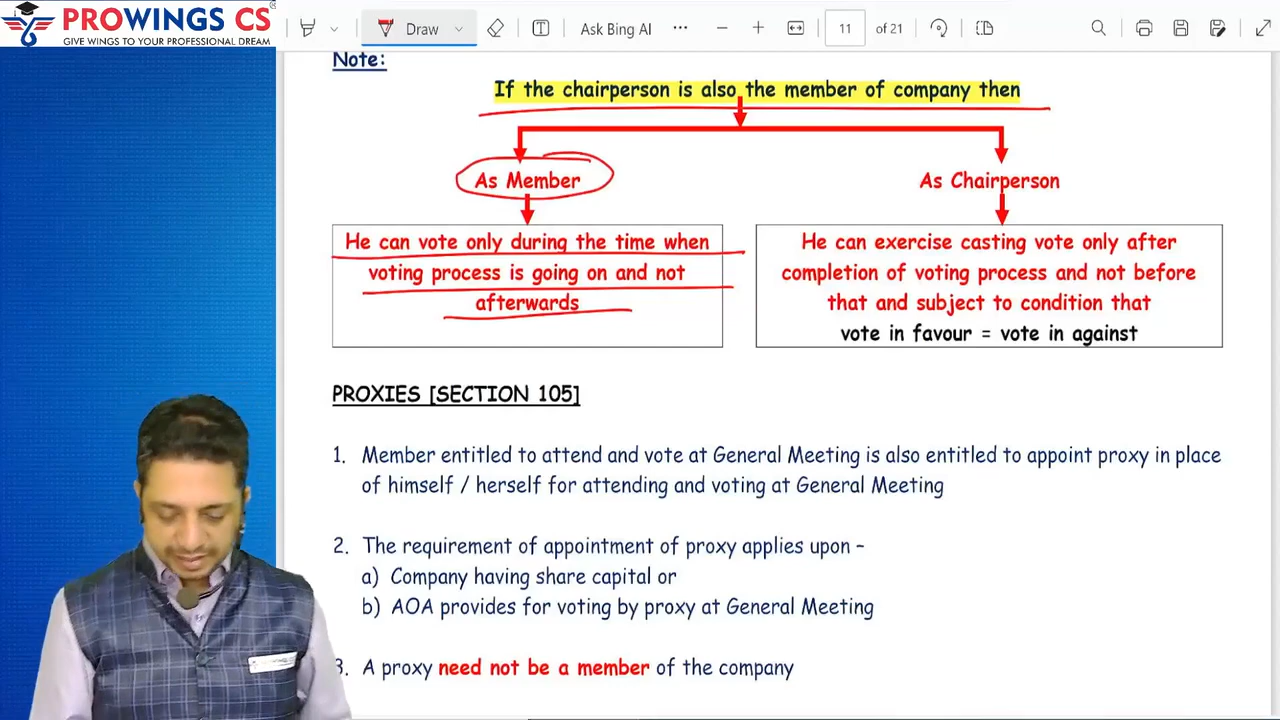 PROWINGS CS
GIVE WINGS TO YOUR PROFESSIONAL DREAM
Draw
Ask Bing AI
11
of 21
Note:
If the chairperson is also the member of company then
As Member
As Chairperson
He can vote only during the time when
voting process is going on and not
afterwards
He can exercise casting vote only after
completion of voting process and not before
that and subject to condition that
vote in favour = vote in against
PROXIES [SECTION 105]
1. Member entitled to attend and vote at General Meeting is also entitled to appoint proxy in place
of himself / herself for attending and voting at General Meeting
2. The requirement of appointment of proxy applies upon –
a) Company having share capital or
b) AOA provides for voting by proxy at General Meeting
3. A proxy need not be a member of the company